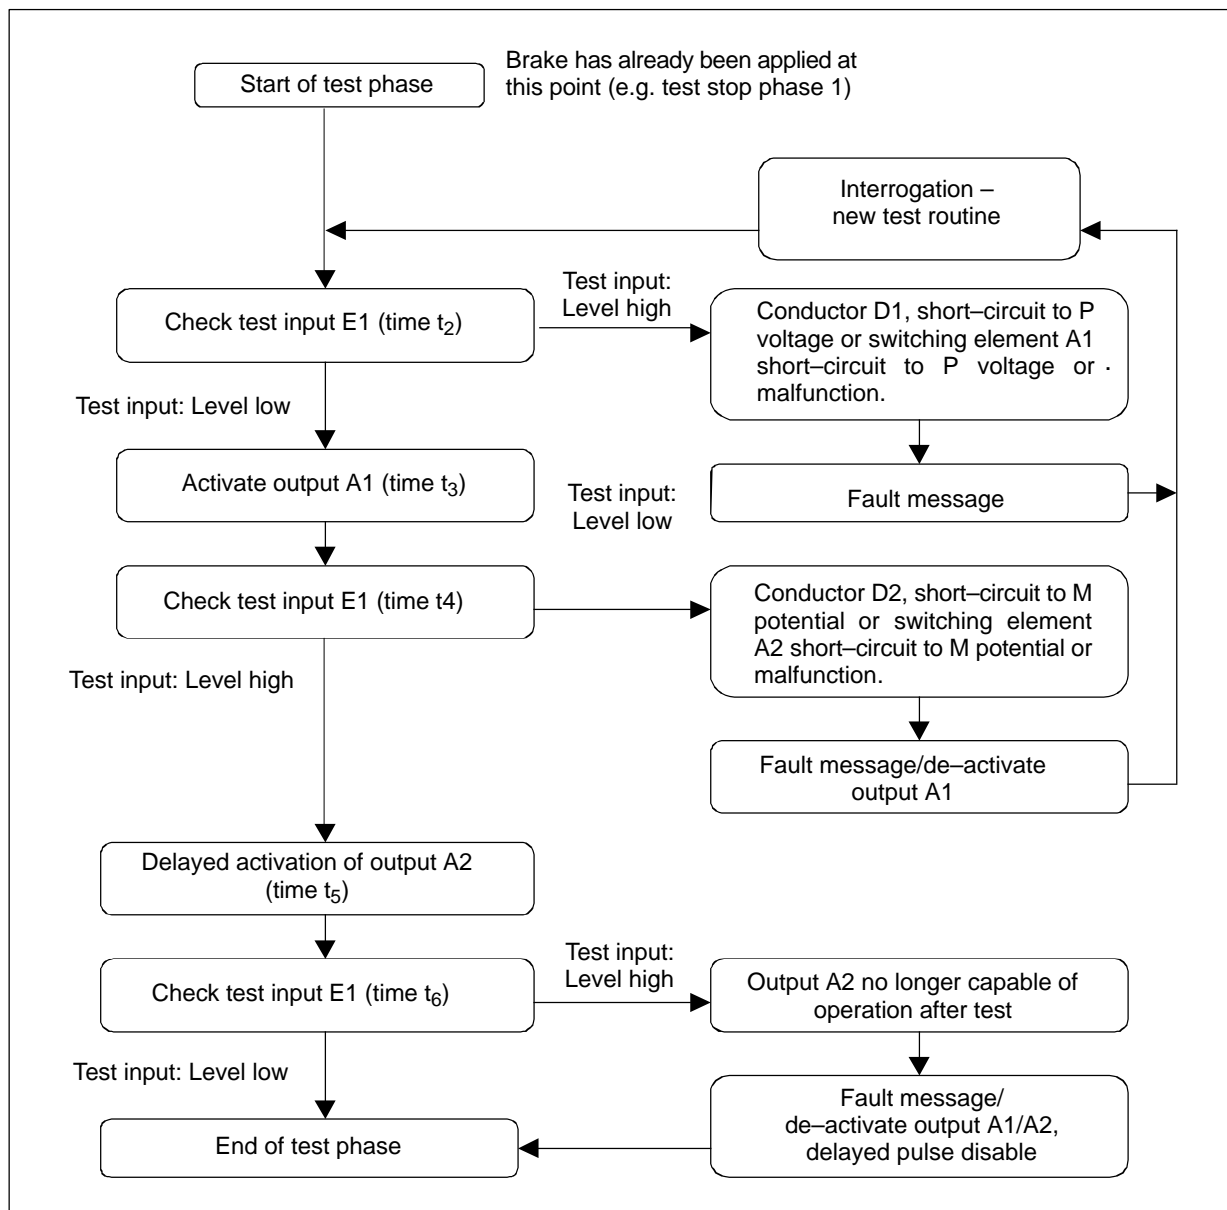 Start of test phase
Brake has already been applied at
this point (e.g. test stop phase 1)
Interrogation –
new test routine
Check test input E1 (time t2)
Test input:
Level high
Conductor D1, short–circuit to P
voltage or switching element A1
short–circuit to P voltage or .
malfunction.
Test input: Level low
Activate output A1 (time t3)
Test input:
Level low
Fault message
Check test input E1 (time t4)
Conductor D2, short–circuit to M
potential or switching element
A2 short–circuit to M potential or
malfunction.
Test input: Level high
Fault message/de–activate
output A1
Delayed activation of output A2
(time t5)
Check test input E1 (time t6)
Test input:
Level high
Output A2 no longer capable of
operation after test
Test input: Level low
Fault message/
de–activate output A1/A2,
delayed pulse disable
End of test phase